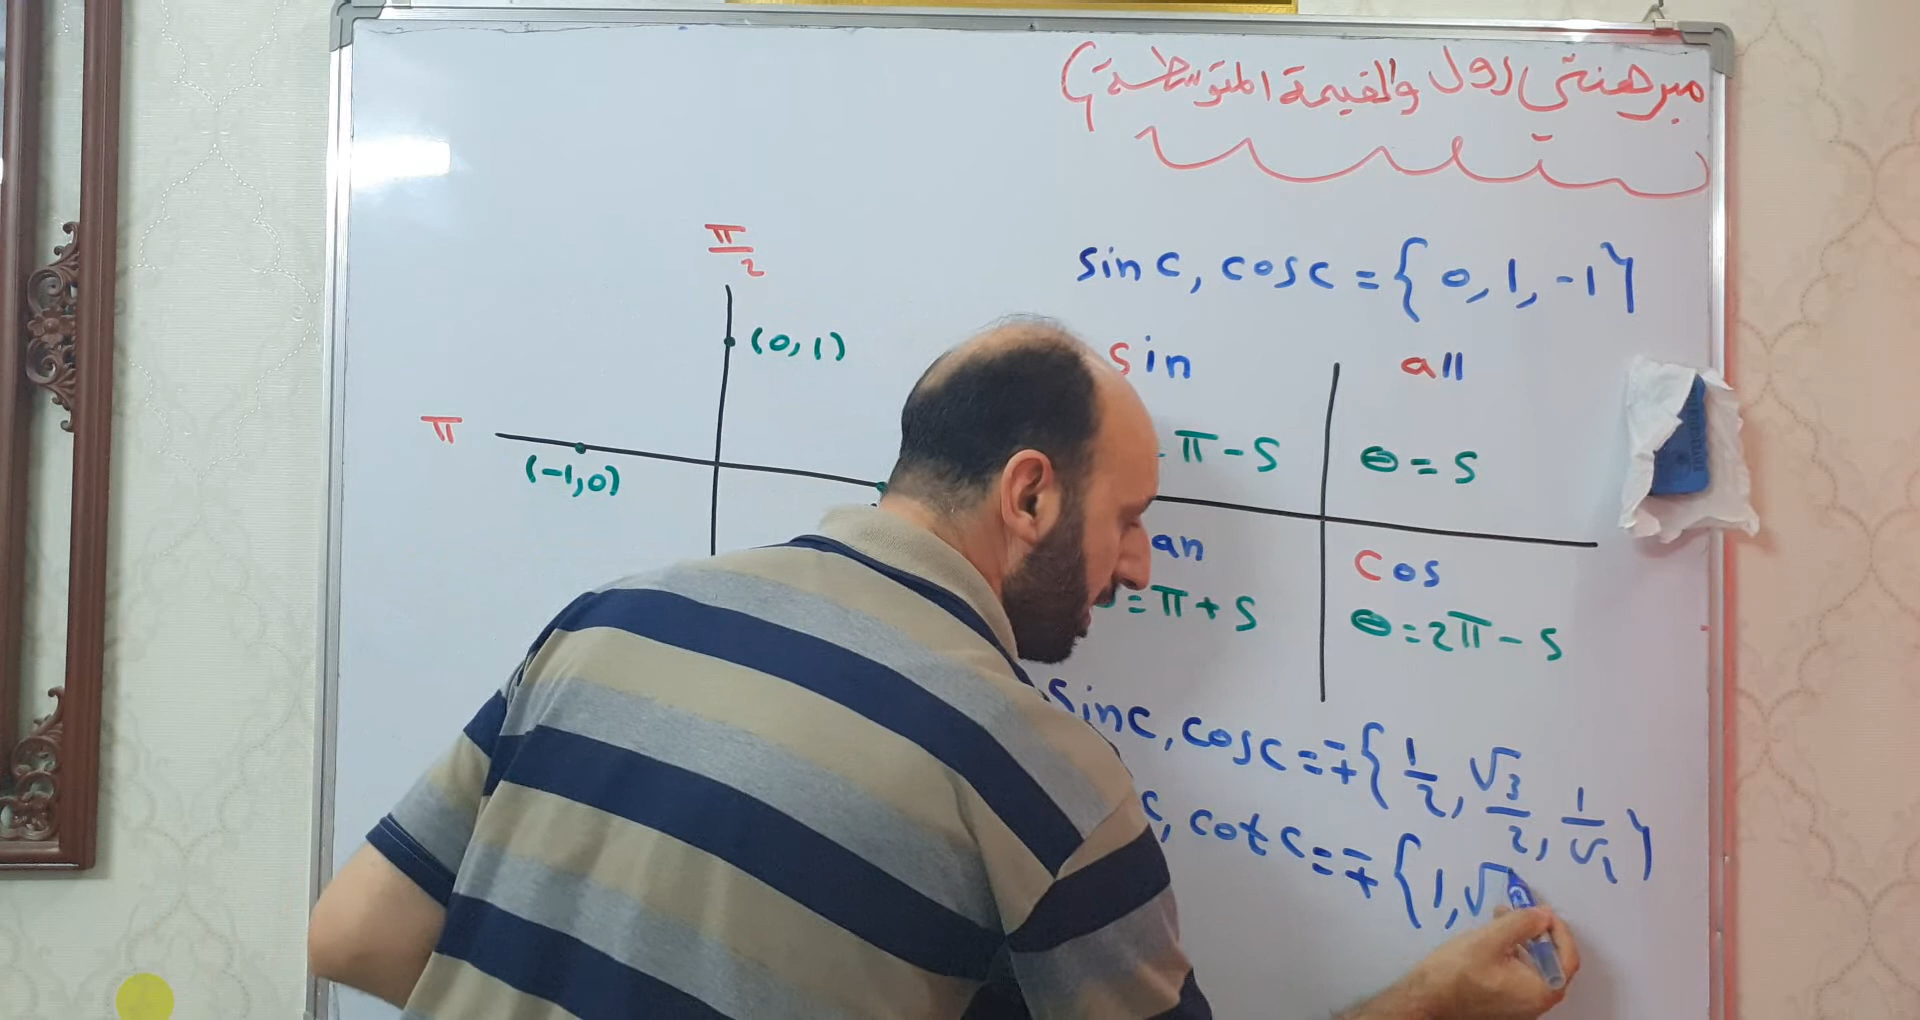 مبرهنتي رول والقيمة المتوسطة)
sin c, cos c = { 0, 1, -1 }
π/2
(0, 1)
π
(-1, 0)
sin
all
π - S
θ = S
an
cos
= π + S
θ = 2π - S
sin c, cos c = ∓ { 1/2, √3/2, 1/√2 }
c, cot c = ∓ { 1, √